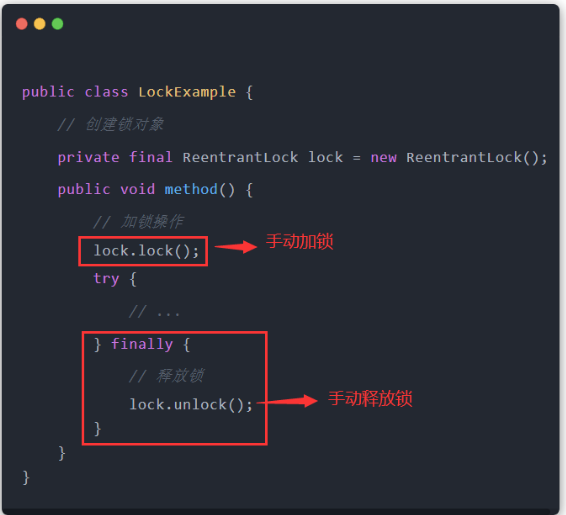 public class LockExample {
// 创建锁对象
private final ReentrantLock lock = new ReentrantLock();
public void method() {
// 加锁操作
lock.lock(); 手动加锁
try {
// ...
} finally {
// 释放锁
lock.unlock(); 手动释放锁
}
}
}